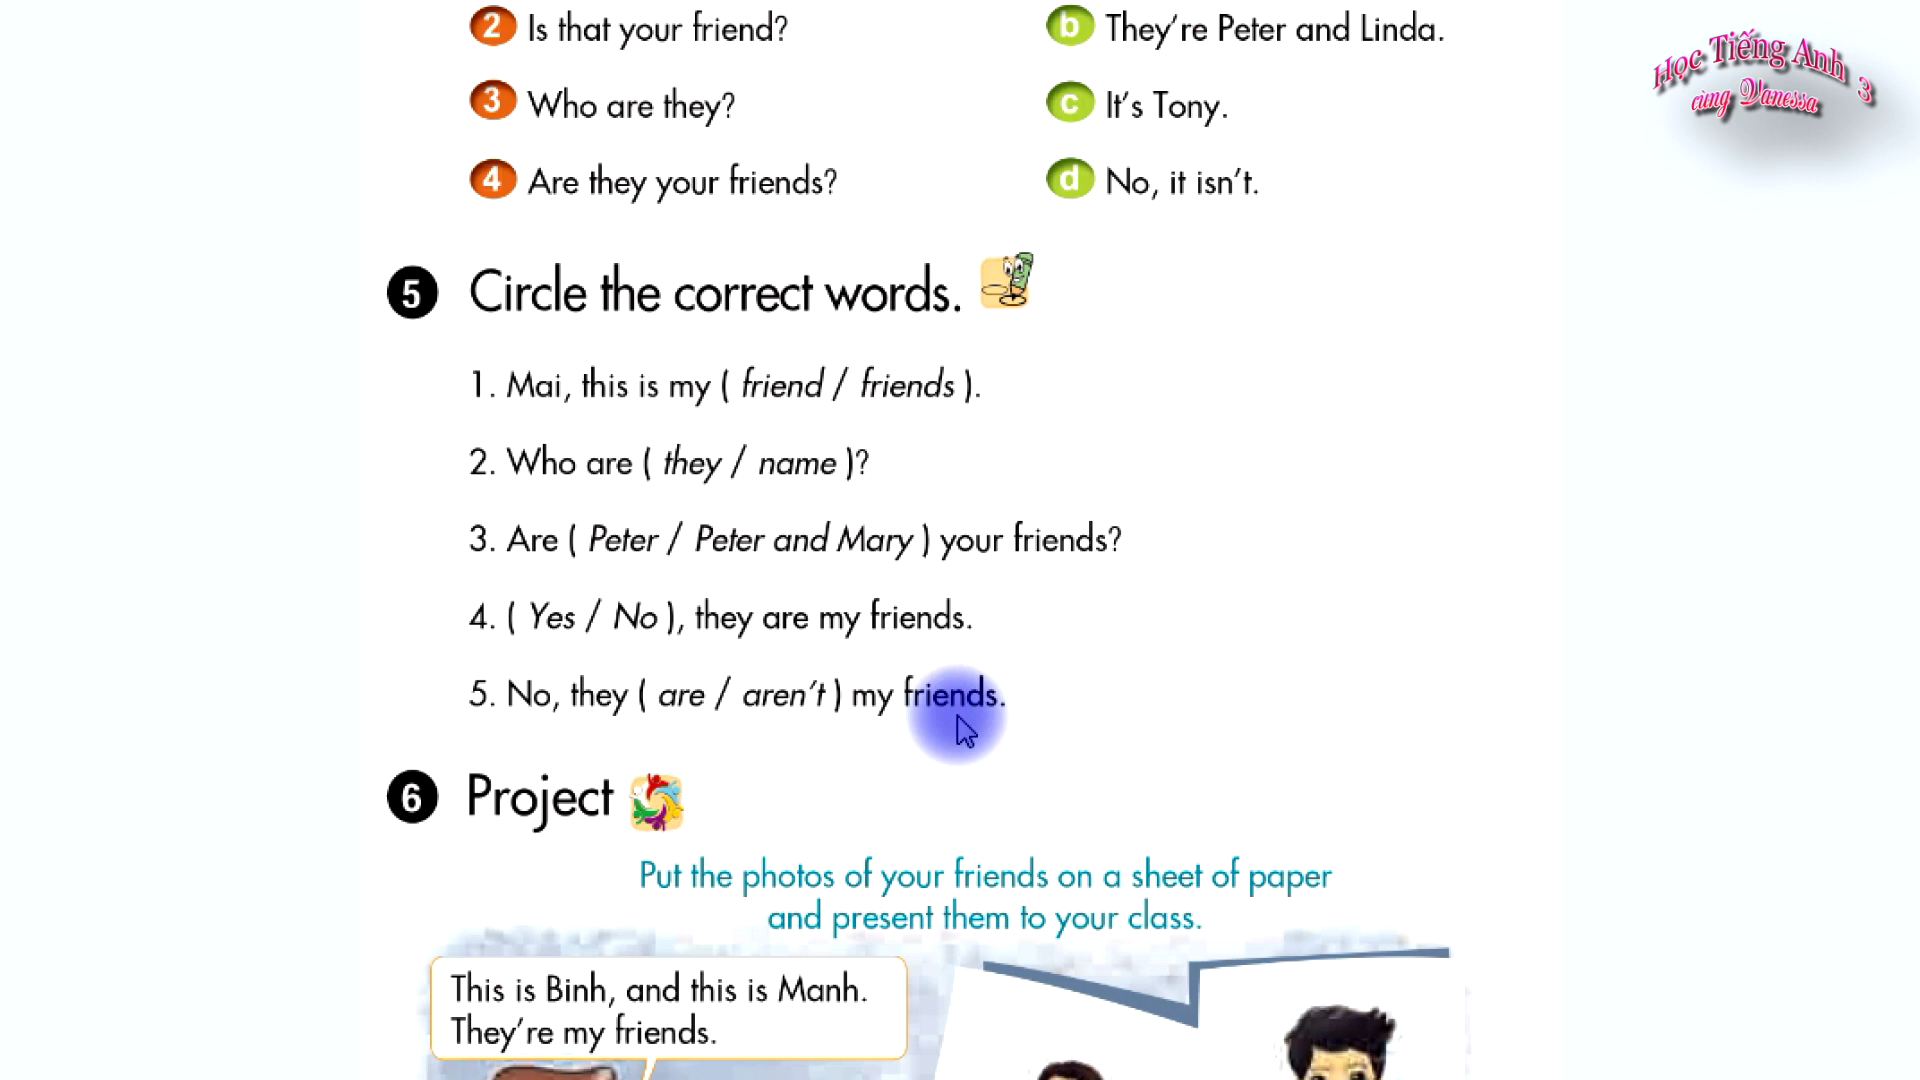 2 Is that your friend?
b They're Peter and Linda.
3 Who are they?
c It's Tony.
4 Are they your friends?
d No, it isn't.
Học Tiếng Anh 3
cùng Vanessa
5 Circle the correct words.
1. Mai, this is my ( friend / friends ).
2. Who are ( they / name )?
3. Are ( Peter / Peter and Mary ) your friends?
4. ( Yes / No ), they are my friends.
5. No, they ( are / aren't ) my friends.
6 Project
Put the photos of your friends on a sheet of paper
and present them to your class.
This is Binh, and this is Manh.
They're my friends.